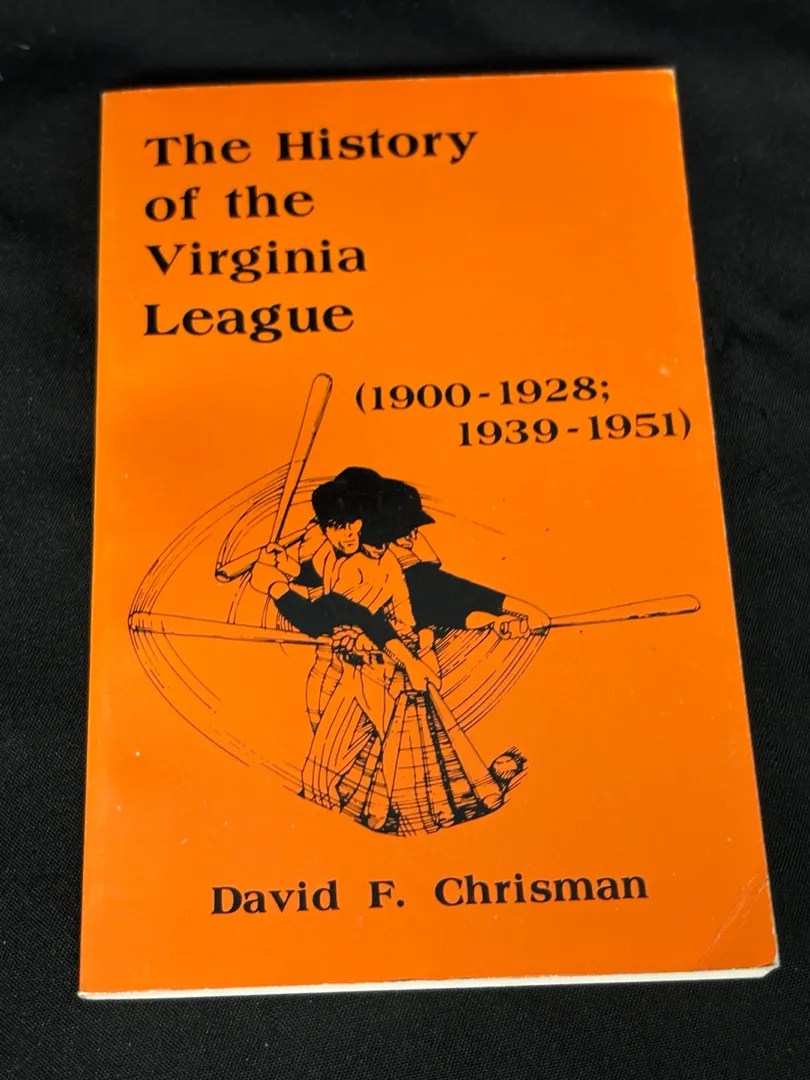 The History
of the
Virginia
League
(1900-1928;
1939-1951)
David F. Chrisman